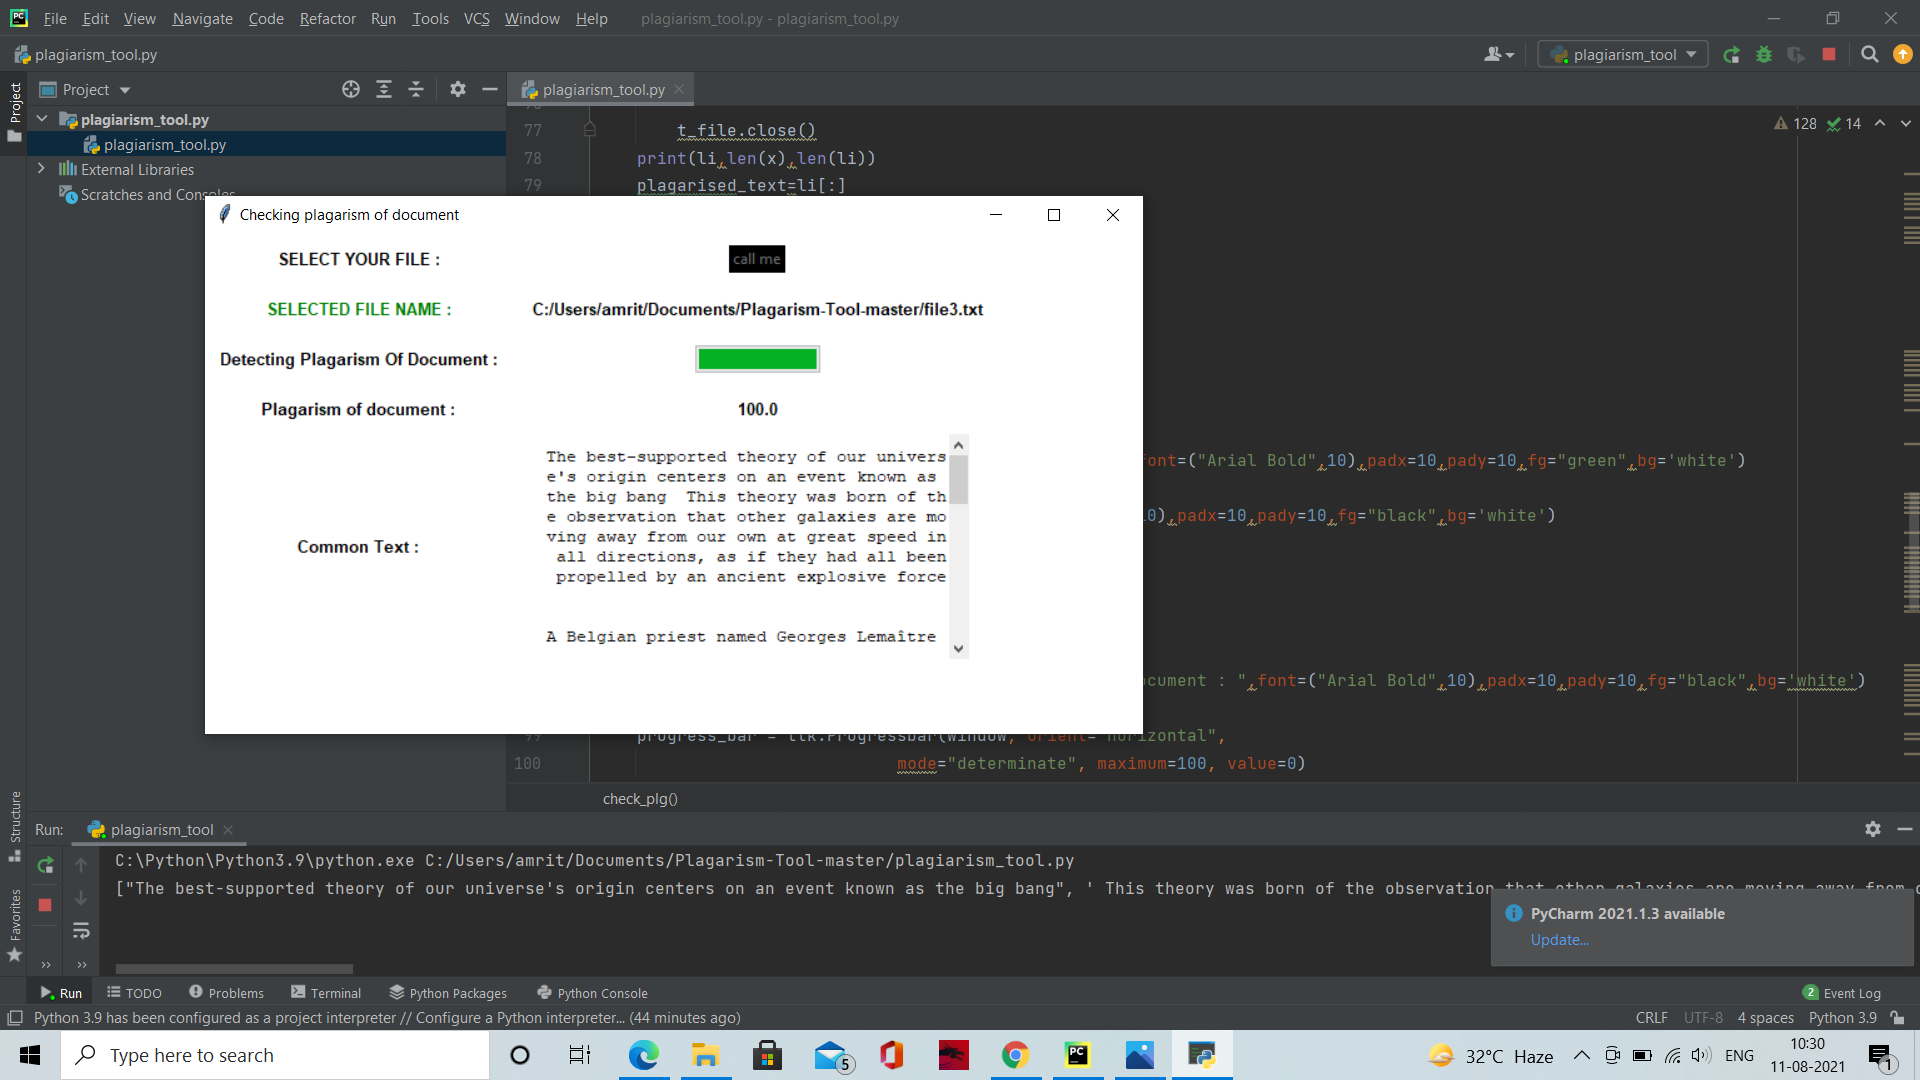 File Edit View Navigate Code Refactor Run Tools VCS Window Help plagiarism_tool.py - plagiarism_tool.py
plagiarism_tool.py
plagiarism_tool
Project
Project
plagiarism_tool.py
plagiarism_tool.py
plagiarism_tool.py
External Libraries
Scratches and Consoles
77 t_file.close()
128 14
78 print(li,len(x),len(li))
79 plagarised_text=li[:]
Checking plagarism of document
SELECT YOUR FILE :
call me
SELECTED FILE NAME :
C:/Users/amrit/Documents/Plagarism-Tool-master/file3.txt
Detecting Plagarism Of Document :
Plagarism of document :
100.0
Common Text :
The best-supported theory of our univers
e's origin centers on an event known as
the big bang  This theory was born of th
e observation that other galaxies are mo
ving away from our own at great speed in
all directions, as if they had all been
propelled by an ancient explosive force
A Belgian priest named Georges Lemaître
font=("Arial Bold",10),padx=10,pady=10,fg="green",bg='white')
10),padx=10,pady=10,fg="black",bg='white')
ocument : ",font=("Arial Bold",10),padx=10,pady=10,fg="black",bg='white')
99 progress_bar = ttk.Progressbar(window, orient="horizontal",
100 mode="determinate", maximum=100, value=0)
check_plg()
Structure
Favorites
Run: plagiarism_tool
C:\Python\Python3.9\python.exe C:/Users/amrit/Documents/Plagarism-Tool-master/plagiarism_tool.py
["The best-supported theory of our universe's origin centers on an event known as the big bang", ' This theory was born of the observation that other galaxies are moving away from
PyCharm 2021.1.3 available
Update...
Run TODO Problems Terminal Python Packages Python Console
2 Event Log
Python 3.9 has been configured as a project interpreter // Configure a Python interpreter... (44 minutes ago)
CRLF UTF-8 4 spaces Python 3.9
Type here to search
5
32°C Haze
ENG
10:30
11-08-2021
1